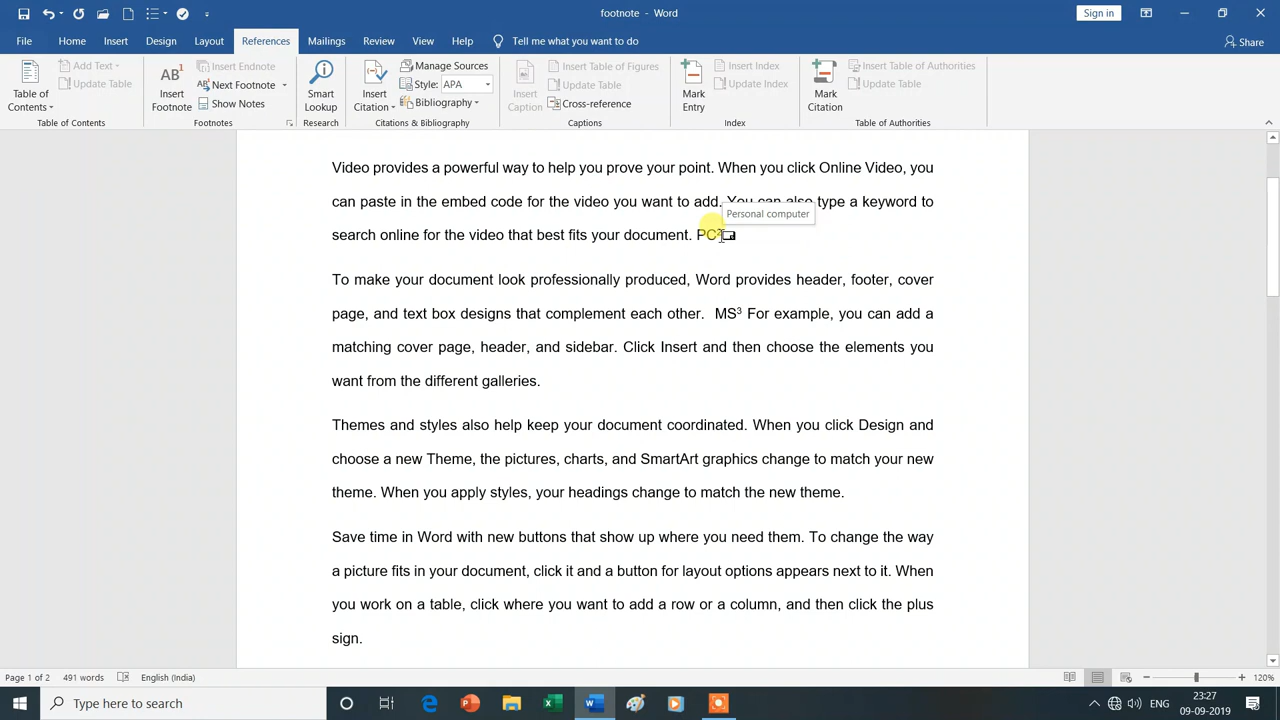 footnote - Word
Sign in
File Home Insert Design Layout References Mailings Review View Help Tell me what you want to do Share
Table of Contents
Add Text
Update Table
Table of Contents
AB1
Insert Footnote
Insert Endnote
Next Footnote
Show Notes
Footnotes
Smart Lookup
Research
Insert Citation
Manage Sources
Style: APA
Bibliography
Citations & Bibliography
Insert Caption
Insert Table of Figures
Update Table
Cross-reference
Captions
Mark Entry
Insert Index
Update Index
Index
Mark Citation
Insert Table of Authorities
Update Table
Table of Authorities
Video provides a powerful way to help you prove your point. When you click Online Video, you
can paste in the embed code for the video you want to add. You can also type a keyword to
Personal computer
search online for the video that best fits your document. PC2
To make your document look professionally produced, Word provides header, footer, cover
page, and text box designs that complement each other. MS3 For example, you can add a
matching cover page, header, and sidebar. Click Insert and then choose the elements you
want from the different galleries.
Themes and styles also help keep your document coordinated. When you click Design and
choose a new Theme, the pictures, charts, and SmartArt graphics change to match your new
theme. When you apply styles, your headings change to match the new theme.
Save time in Word with new buttons that show up where you need them. To change the way
a picture fits in your document, click it and a button for layout options appears next to it. When
you work on a table, click where you want to add a row or a column, and then click the plus
sign.
Page 1 of 2 491 words English (India) 120%
Type here to search
ENG
23:27
09-09-2019